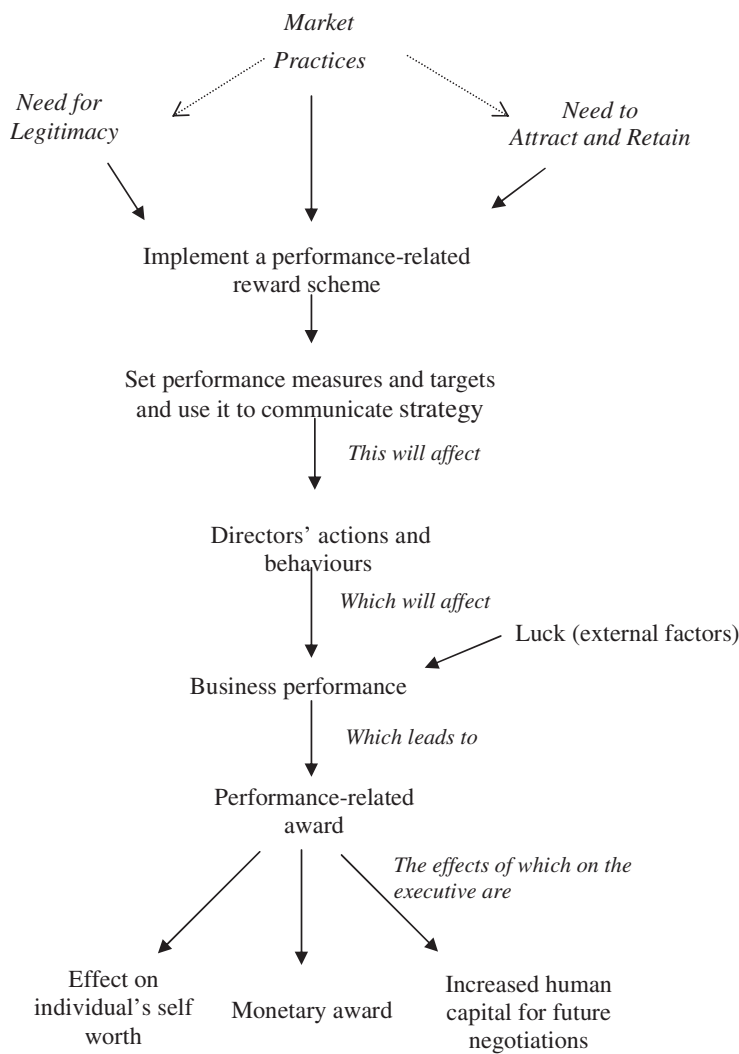 Market
Practices
Need for
Legitimacy
Need to
Attract and Retain
Implement a performance-related
reward scheme
Set performance measures and targets
and use it to communicate strategy
This will affect
Directors’ actions and
behaviours
Which will affect
Luck (external factors)
Business performance
Which leads to
Performance-related
award
The effects of which on the
executive are
Effect on
individual’s self
worth
Monetary award
Increased human
capital for future
negotiations